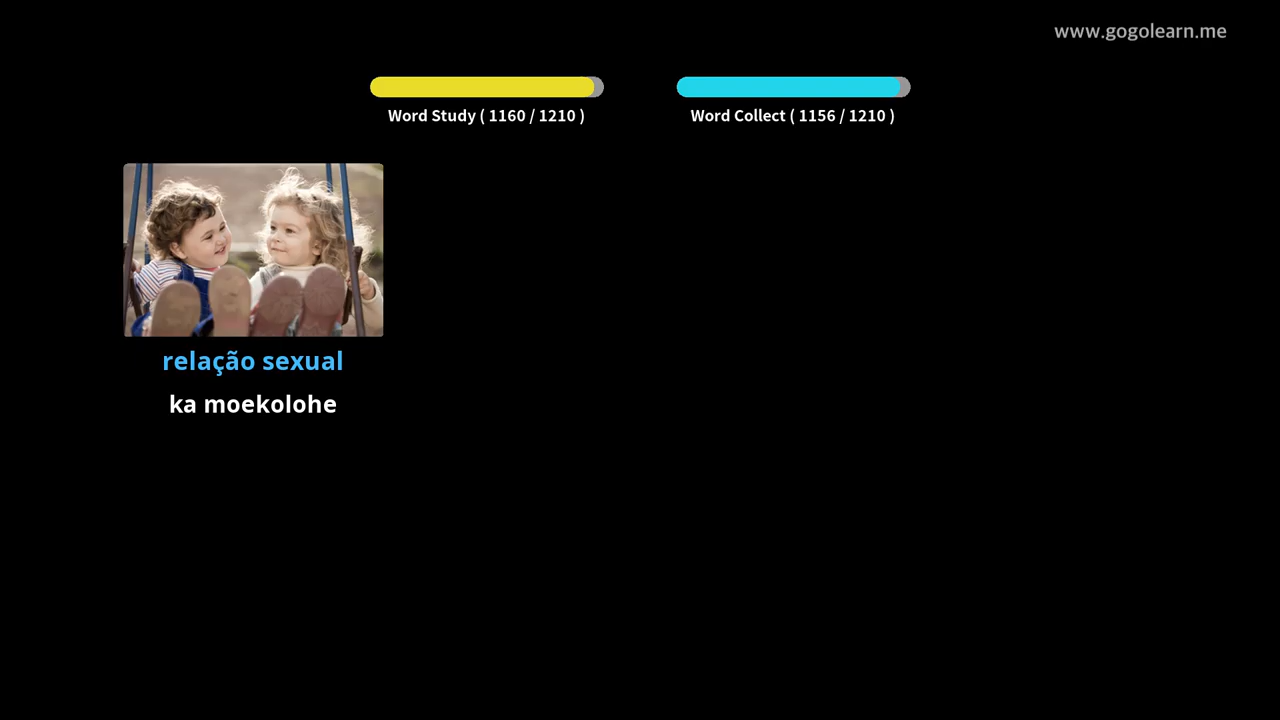 www.gogolearn.me
Word Study ( 1160 / 1210 )
Word Collect ( 1156 / 1210 )
relação sexual
ka moekolohe